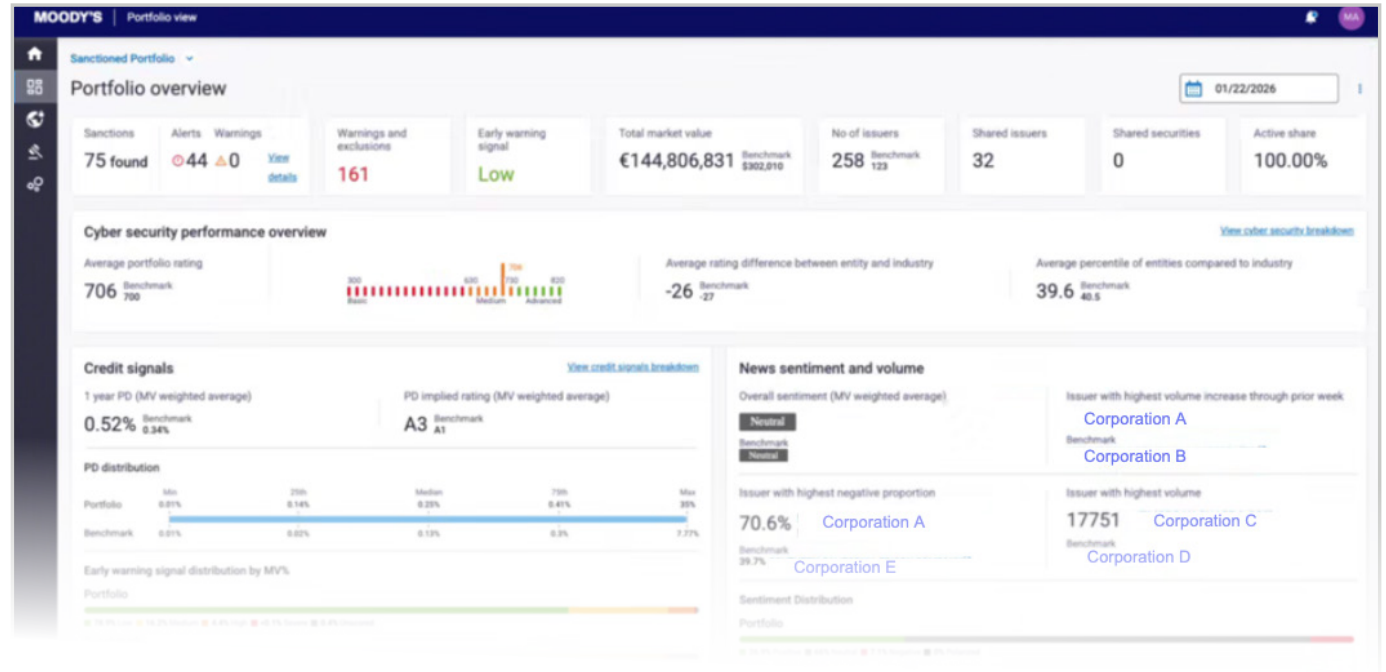 MOODY'S | Portfolio view
MA
Sanctioned Portfolio
Portfolio overview
01/22/2026
Sanctions
75 found
Alerts Warnings
44 0
View details
Warnings and exclusions
161
Early warning signal
Low
Total market value
€144,806,831 Benchmark $302,010
No of issuers
258 Benchmark 123
Shared issuers
32
Shared securities
0
Active share
100.00%
Cyber security performance overview
View cyber security breakdown
Average portfolio rating
706 Benchmark 700
706
300 630 730 820
Basic Medium Advanced
Average rating difference between entity and industry
-26 Benchmark -27
Average percentile of entities compared to industry
39.6 Benchmark 40.5
Credit signals
View credit signals breakdown
1 year PD (MV weighted average)
0.52% Benchmark 0.34%
PD implied rating (MV weighted average)
A3 Benchmark A1
PD distribution
Min 25th Median 75th Max
Portfolio 0.01% 0.14% 0.25% 0.41% 35%
Benchmark 0.01% 0.02% 0.13% 0.3% 7.77%
Early warning signal distribution by MV%
Portfolio
News sentiment and volume
Overall sentiment (MV weighted average)
Neutral
Benchmark
Neutral
Issuer with highest volume increase through prior week
Corporation A
Benchmark
Corporation B
Issuer with highest negative proportion
70.6% Corporation A
Benchmark
39.7% Corporation E
Issuer with highest volume
17751 Corporation C
Benchmark
Corporation D
Sentiment Distribution
Portfolio